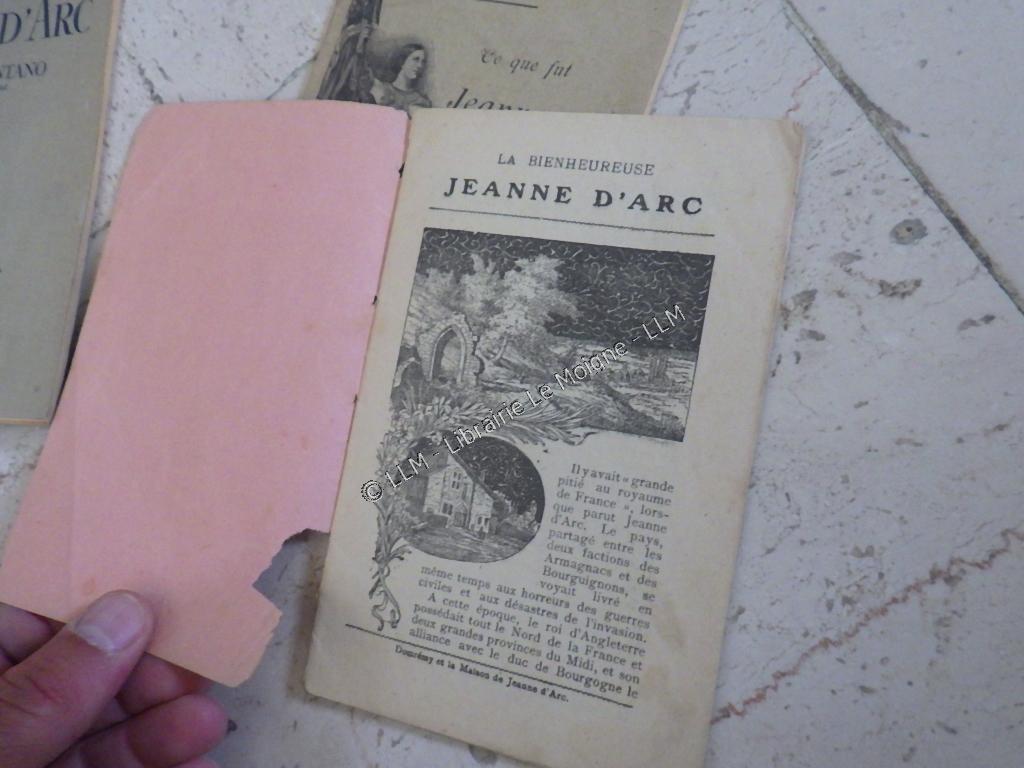 D'ARC
NTANO
Ce que fut
Jeanne
LA BIENHEUREUSE
JEANNE D'ARC
© LLM - Librairie Le Moigne - LLM
Il y avait « grande
pitié au royaume
de France », lors-
que parut Jeanne
d'Arc. Le pays,
partagé entre les
deux factions des
Armagnacs et des
Bourguignons, se
voyait livré en
même temps aux horreurs des guerres
civiles et aux désastres de l'invasion.
A cette époque, le roi d'Angleterre
possédait tout le Nord de la France et
deux grandes provinces du Midi, et son
alliance avec le duc de Bourgogne le
Domrémy et la Maison de Jeanne d'Arc.